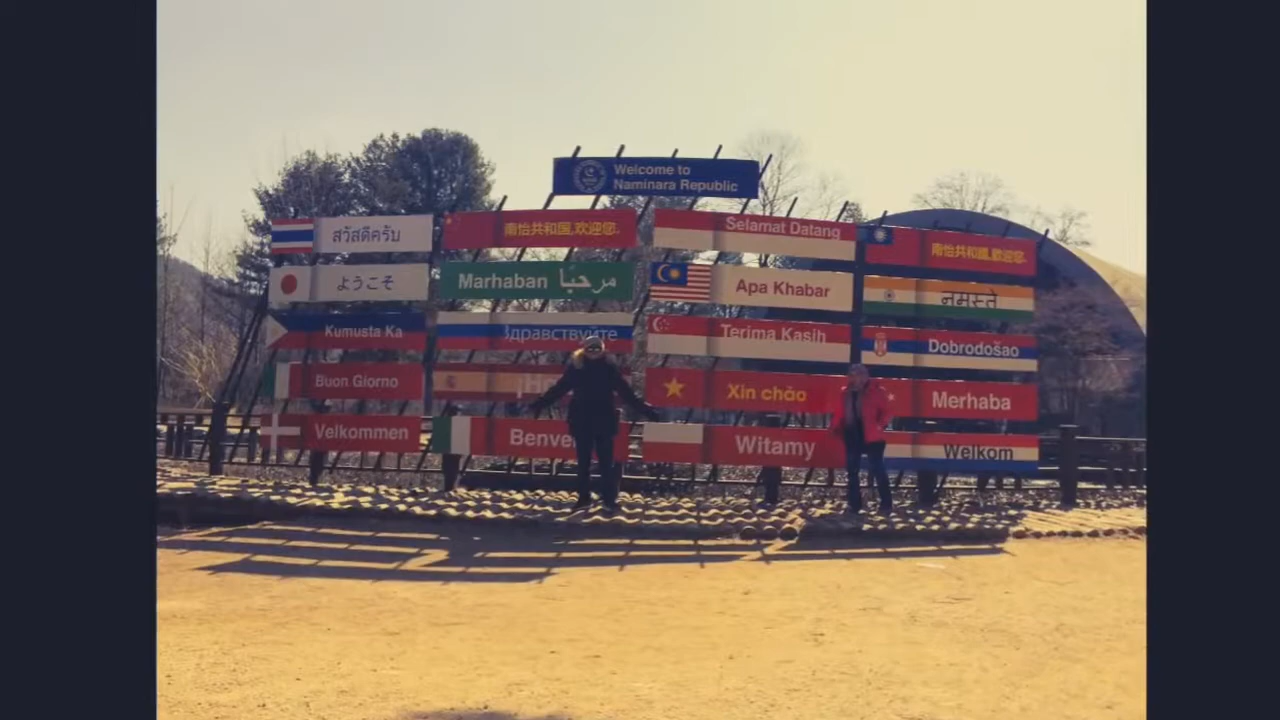 Welcome to
Naminara Republic
สวัสดีครับ
ようこそ
Kumusta Ka
Buon Giorno
Velkommen
南怡共和国,欢迎您.
Marhaban مرحبًا
Здравствуйте
Benve
Selamat Datang
Apa Khabar
Terima Kasih
Xin chào
Witamy
南怡共和國,歡迎您.
नमस्ते
Dobrodošao
Merhaba
Welkom